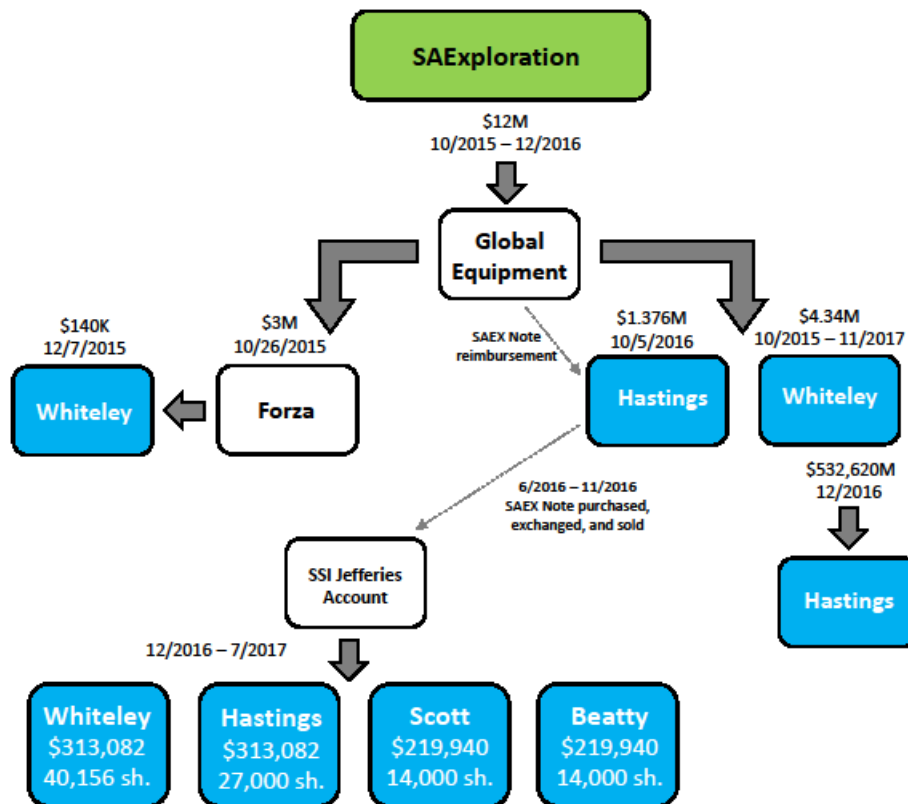 SAExploration
$12M
10/2015 – 12/2016
Global
Equipment
$140K
12/7/2015
$3M
10/26/2015
SAEX Note
reimbursement
$1.376M
10/5/2016
$4.34M
10/2015 – 11/2017
Whiteley
Forza
Hastings
Whiteley
6/2016 – 11/2016
SAEX Note purchased,
exchanged, and sold
$532,620M
12/2016
SSI Jefferies
Account
Hastings
12/2016 – 7/2017
Whiteley
$313,082
40,156 sh.
Hastings
$313,082
27,000 sh.
Scott
$219,940
14,000 sh.
Beatty
$219,940
14,000 sh.